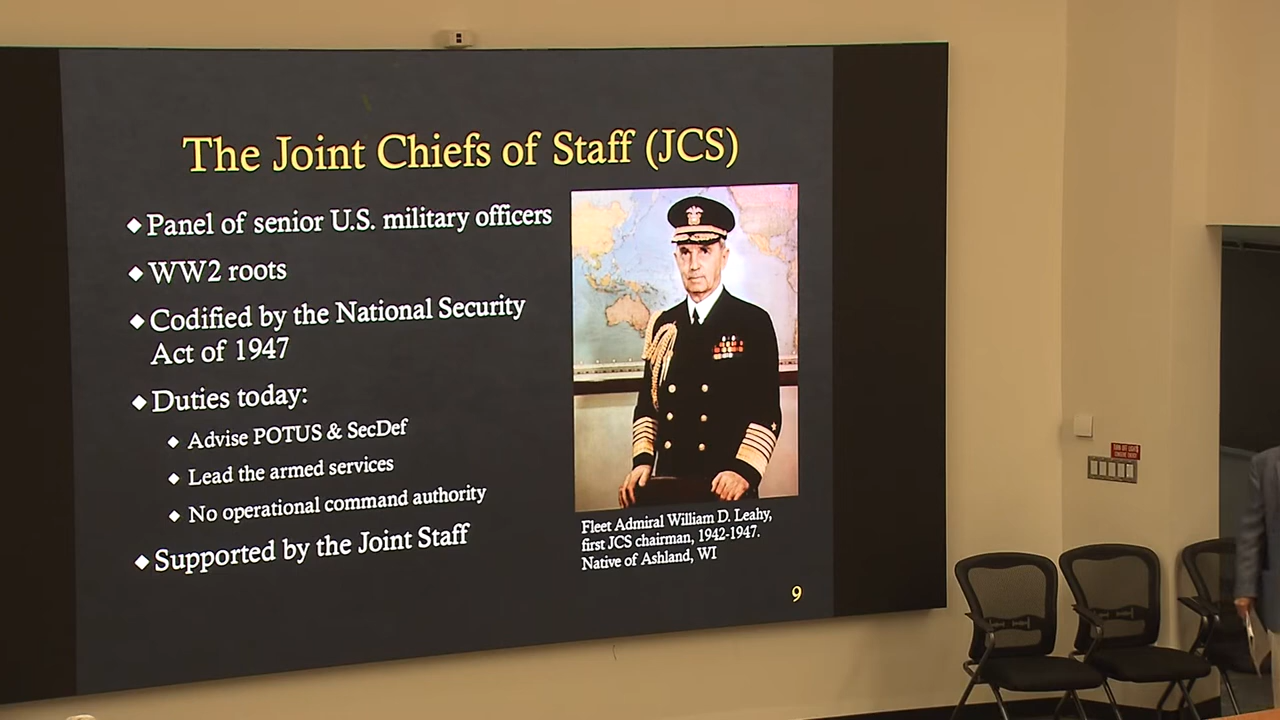 The Joint Chiefs of Staff (JCS)
◆ Panel of senior U.S. military officers
◆ WW2 roots
◆ Codified by the National Security
Act of 1947
◆ Duties today:
◆ Advise POTUS & SecDef
◆ Lead the armed services
◆ No operational command authority
◆ Supported by the Joint Staff
Fleet Admiral William D. Leahy,
first JCS chairman, 1942-1947.
Native of Ashland, WI
9